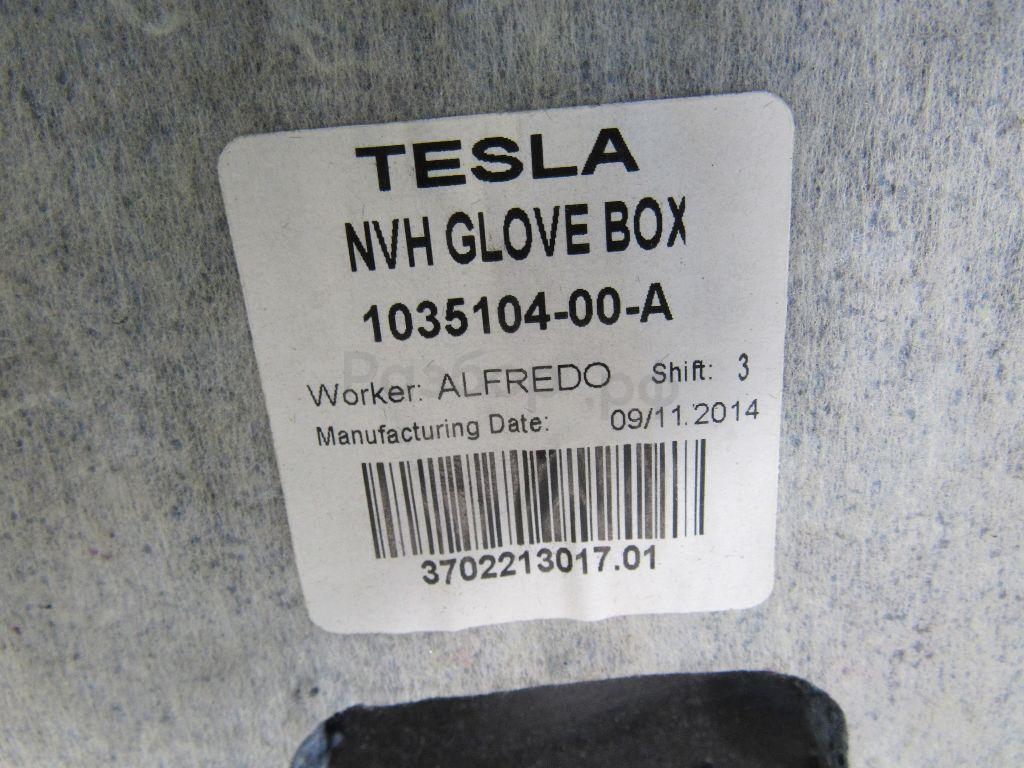 TESLA
NVH GLOVE BOX
1035104-00-A
Worker: ALFREDO Shift: 3
Manufacturing Date: 09/11.2014
3702213017.01